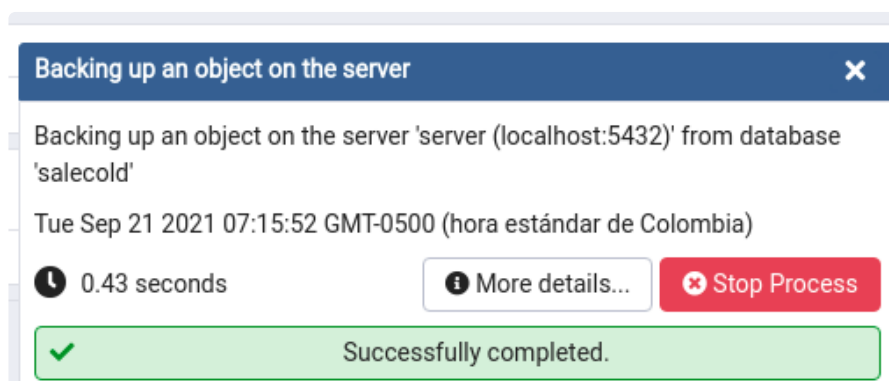 Backing up an object on the server
Backing up an object on the server 'server (localhost:5432)' from database
'salecold'
Tue Sep 21 2021 07:15:52 GMT-0500 (hora estándar de Colombia)
0.43 seconds
More details...
Stop Process
Successfully completed.